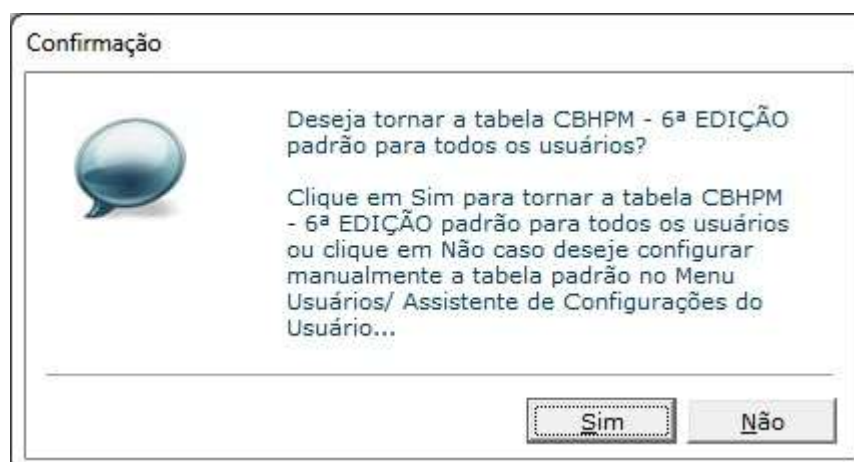 Confirmação
Deseja tornar a tabela CBHPM - 6ª EDIÇÃO
padrão para todos os usuários?
Clique em Sim para tornar a tabela CBHPM
- 6ª EDIÇÃO padrão para todos os usuários
ou clique em Não caso deseje configurar
manualmente a tabela padrão no Menu
Usuários/ Assistente de Configurações do
Usuário...
Sim
Não